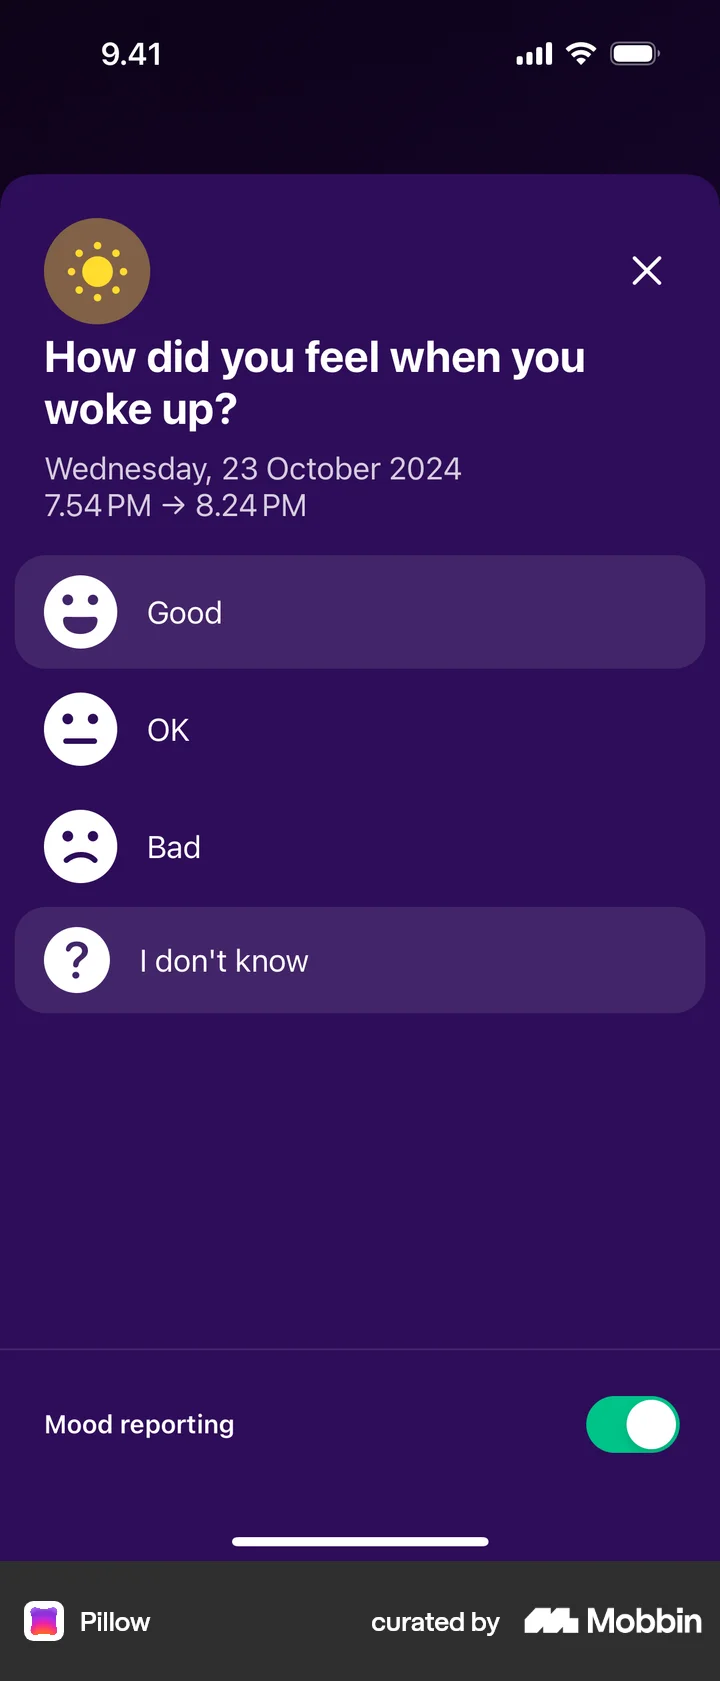 9.41
How did you feel when you
woke up?
Wednesday, 23 October 2024
7.54 PM → 8.24 PM
Good
OK
Bad
?
I don't know
Mood reporting
Pillow
curated by
Mobbin